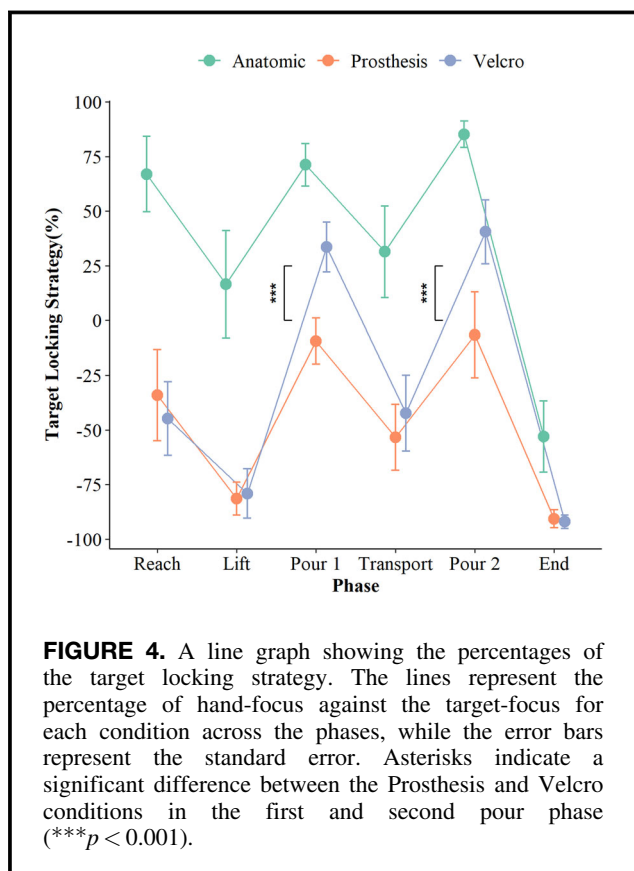 Anatomic Prosthesis Velcro
100
75
50
25
0
-25
-50
-75
-100
Target Locking Strategy(%)
***
***
Reach Lift Pour 1 Transport Pour 2 End
Phase
FIGURE 4. A line graph showing the percentages of
the target locking strategy. The lines represent the
percentage of hand-focus against the target-focus for
each condition across the phases, while the error bars
represent the standard error. Asterisks indicate a
significant difference between the Prosthesis and Velcro
conditions in the first and second pour phase
(***p < 0.001).